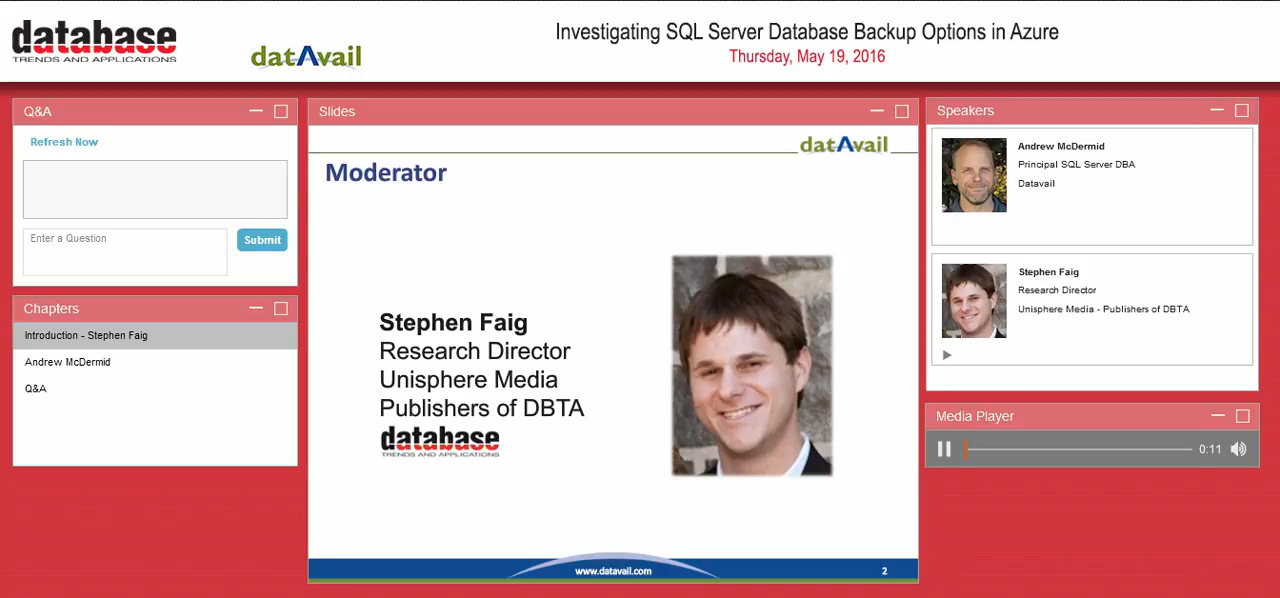 database
TRENDS AND APPLICATIONS
datAvail
Investigating SQL Server Database Backup Options in Azure
Thursday, May 19, 2016
Q&A
Refresh Now
Enter a Question
Submit
Chapters
Introduction - Stephen Faig
Andrew McDermid
Q&A
Slides
datAvail
Moderator
Stephen Faig
Research Director
Unisphere Media
Publishers of DBTA
database
TRENDS AND APPLICATIONS
www.datavail.com
2
Speakers
Andrew McDermid
Principal SQL Server DBA
Datavail
Stephen Faig
Research Director
Unisphere Media - Publishers of DBTA
Media Player
0:11